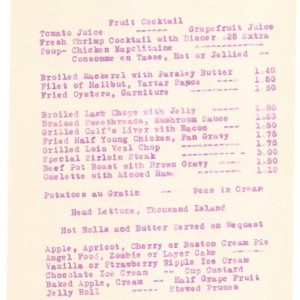 Fruit Cocktail
Tomato Juice ------ Grapefruit Juice
Fresh Shrimp Cocktail with Dinner .25 Extra
Soup- Chicken Napolitaine
Consomme en Tasse, Hot or Jellied --
Broiled Mackerel with Parsley Butter 1.40
Filet of Halibut, Tartar 1.50
Fried Oysters, Garniture 1.50
Broiled Lamb Chops with Jelly
Braised Sweetbreads, Mushroom Sauce
Grilled Calf's Liver with Bacon 1.50
Fried Half Young Chicken, Pan Gravy 1.75
Grilled Loin Veal Chop 1.75
Special Sirloin Steak 3.00
Beef Pot Roast with Brown Gravy 1.50
Omelette with Minced Ham 1.10
Potatoes au Gratin -- Peas in Cream
Head Lettuce, Thousand Island
Hot Rolls and Butter Served on Request
Apple, Apricot, Cherry or Boston Cream Pie
Angel Food, Zombie or Layer Cake
Vanilla or Strawberry Ripple Ice Cream
Chocolate Ice Cream -- Cup Custard
Baked Apple, Cream -- Half Grape Fruit
Jelly Roll ------ Stewed Prunes